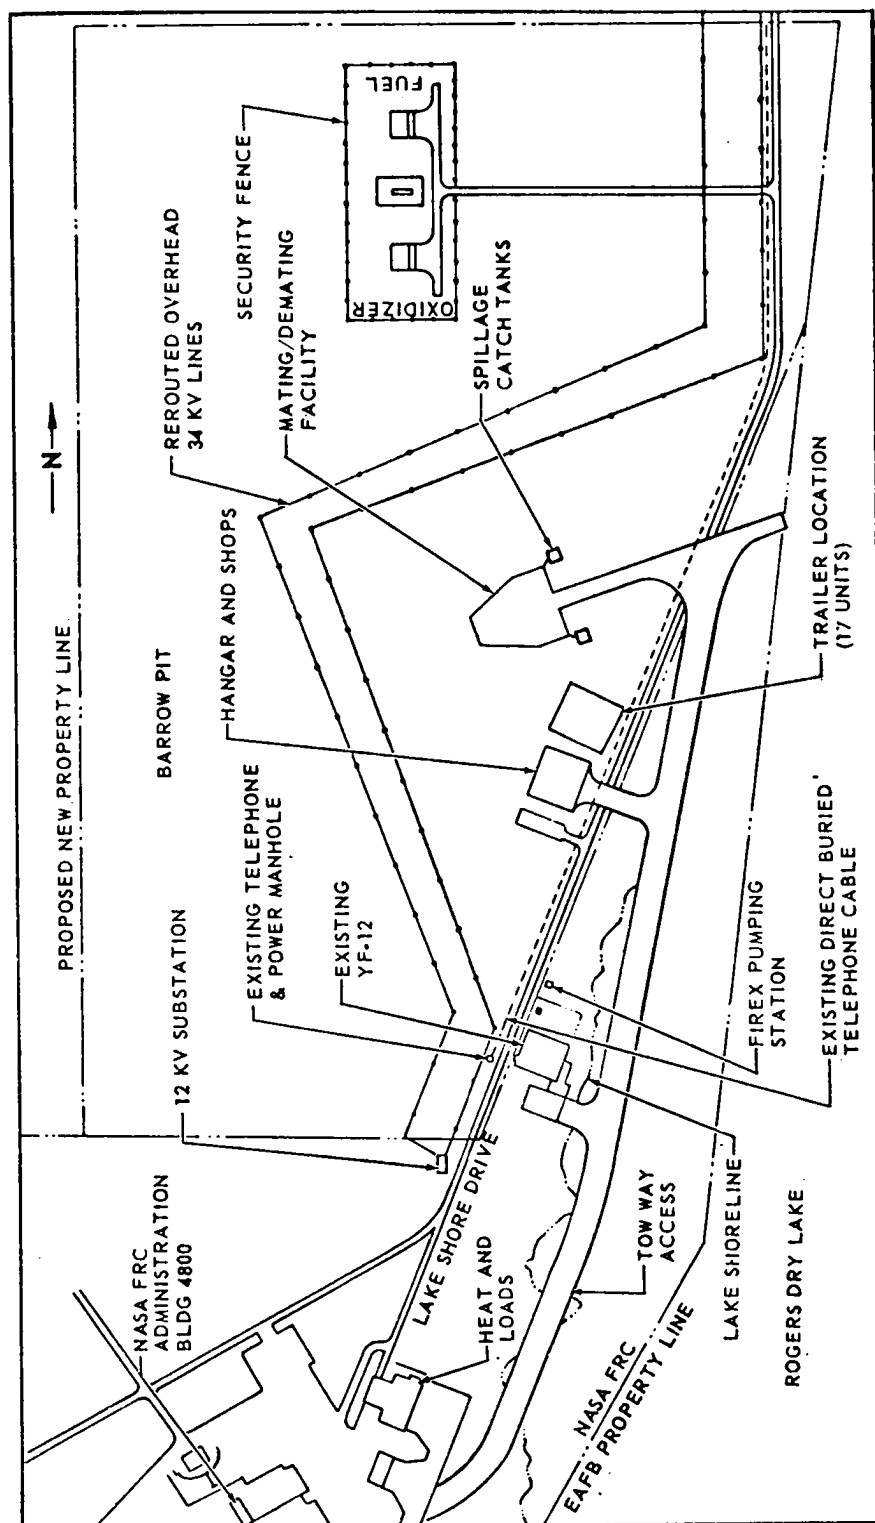 PROPOSED NEW PROPERTY LINE
N
12 KV SUBSTATION
BARROW PIT
NASA FRC
ADMINISTRATION
BLDG 4800
EXISTING TELEPHONE
& POWER MANHOLE
EXISTING
YF-12
HANGAR AND SHOPS
REROUTED OVERHEAD
34 KV LINES
SECURITY FENCE
MATING/DEMATING
FACILITY
OXIDIZER
FUEL
SPILLAGE
CATCH TANKS
LAKE SHORE DRIVE
HEAT AND
LOADS
TOW WAY
ACCESS
NASA FRC
EAFB PROPERTY LINE
LAKE SHORELINE
ROGERS DRY LAKE
FIREX PUMPING
STATION
EXISTING DIRECT BURIED
TELEPHONE CABLE
TRAILER LOCATION
(17 UNITS)